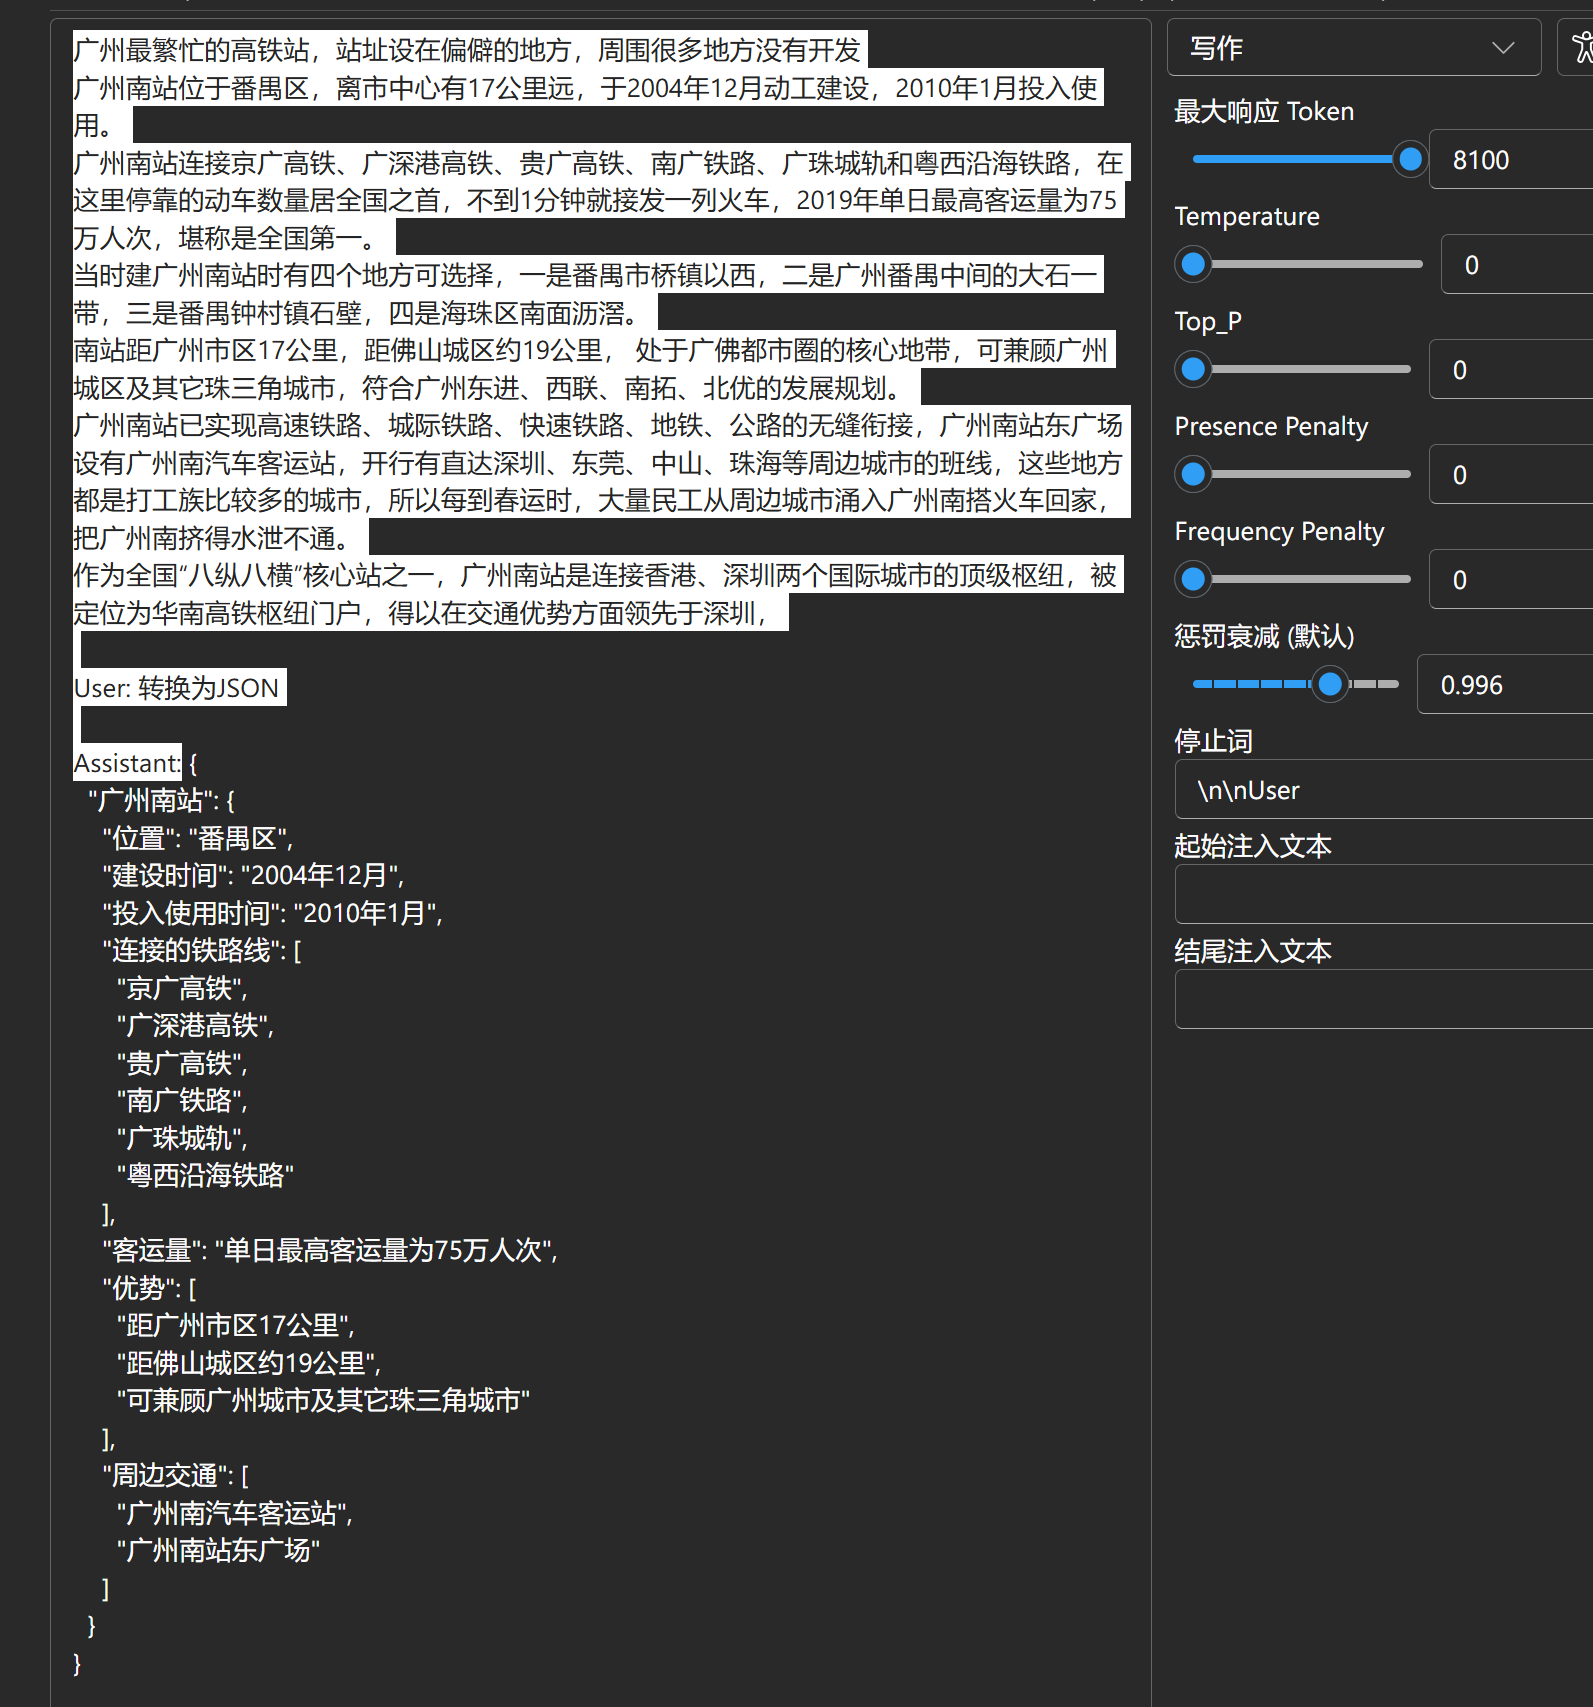 广州最繁忙的高铁站，站址设在偏僻的地方，周围很多地方没有开发
广州南站位于番禺区，离市中心有17公里远，于2004年12月动工建设，2010年1月投入使
用。
广州南站连接京广高铁、广深港高铁、贵广高铁、南广铁路、广珠城轨和粤西沿海铁路，在
这里停靠的动车数量居全国之首，不到1分钟就接发一列火车，2019年单日最高客运量为75
万人次，堪称是全国第一。
当时建广州南站时有四个地方可选择，一是番禺市桥镇以西，二是广州番禺中间的大石一
带，三是番禺钟村镇石壁，四是海珠区南面沥滘。
南站距广州市区17公里，距佛山城区约19公里， 处于广佛都市圈的核心地带，可兼顾广州
城区及其它珠三角城市，符合广州东进、西联、南拓、北优的发展规划。
广州南站已实现高速铁路、城际铁路、快速铁路、地铁、公路的无缝衔接，广州南站东广场
设有广州南汽车客运站，开行有直达深圳、东莞、中山、珠海等周边城市的班线，这些地方
都是打工族比较多的城市，所以每到春运时，大量民工从周边城市涌入广州南搭火车回家，
把广州南挤得水泄不通。
作为全国“八纵八横”核心站之一，广州南站是连接香港、深圳两个国际城市的顶级枢纽，被
定位为华南高铁枢纽门户，得以在交通优势方面领先于深圳，
User: 转换为JSON
Assistant: {
"广州南站": {
"位置": "番禺区",
"建设时间": "2004年12月",
"投入使用时间": "2010年1月",
"连接的铁路线": [
"京广高铁",
"广深港高铁",
"贵广高铁",
"南广铁路",
"广珠城轨",
"粤西沿海铁路"
],
"客运量": "单日最高客运量为75万人次",
"优势": [
"距广州市区17公里",
"距佛山城区约19公里",
"可兼顾广州城市及其它珠三角城市"
],
"周边交通": [
"广州南汽车客运站",
"广州南站东广场"
]
}
}
写作
最大响应 Token
8100
Temperature
0
Top_P
0
Presence Penalty
0
Frequency Penalty
0
惩罚衰减 (默认)
0.996
停止词
\n\nUser
起始注入文本
结尾注入文本